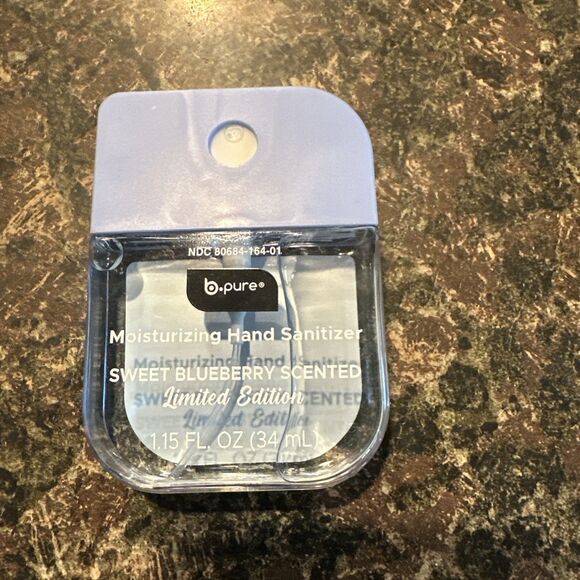 NDC 80684-164-01
b.pure®
Moisturizing Hand Sanitizer
SWEET BLUEBERRY SCENTED
Limited Edition
1.15 FL. OZ (34 mL)